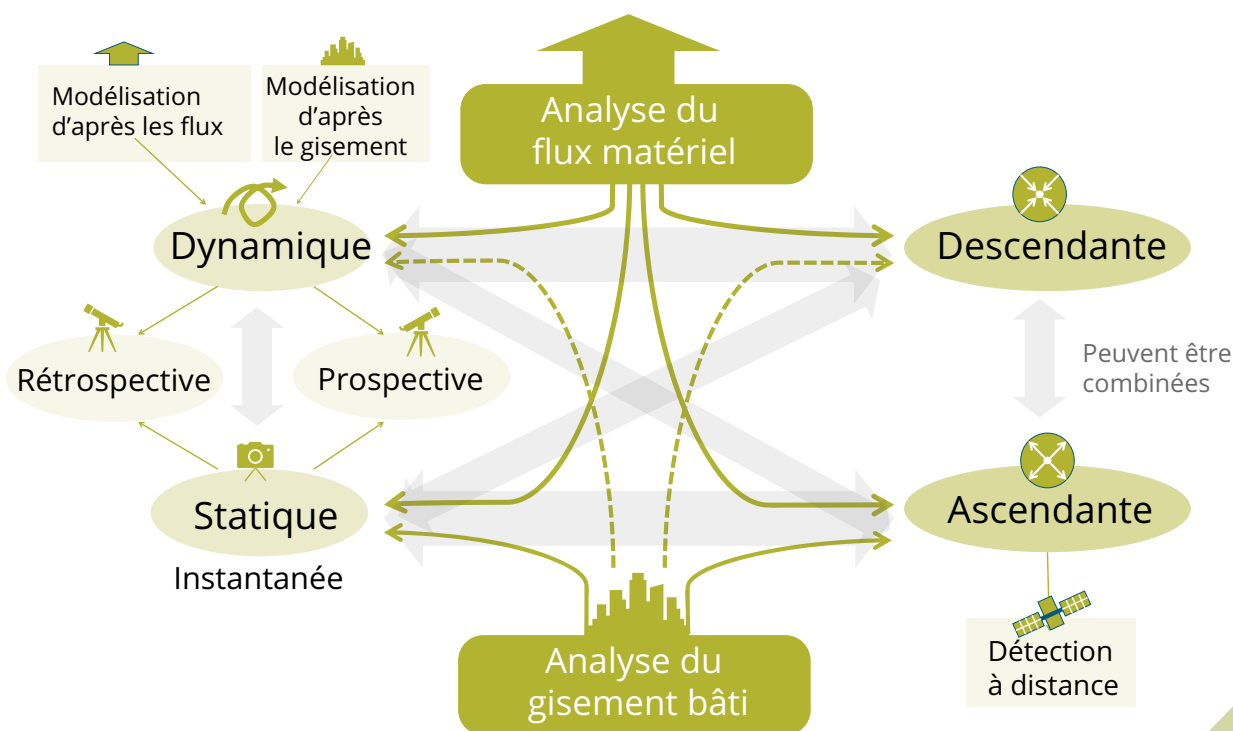 Modélisation
d'après les flux
Modélisation
d'après
le gisement
Analyse du
flux matériel
Dynamique
Descendante
Rétrospective
Prospective
Peuvent être
combinées
Statique
Instantanée
Ascendante
Analyse du
gisement bâti
Détection
à distance